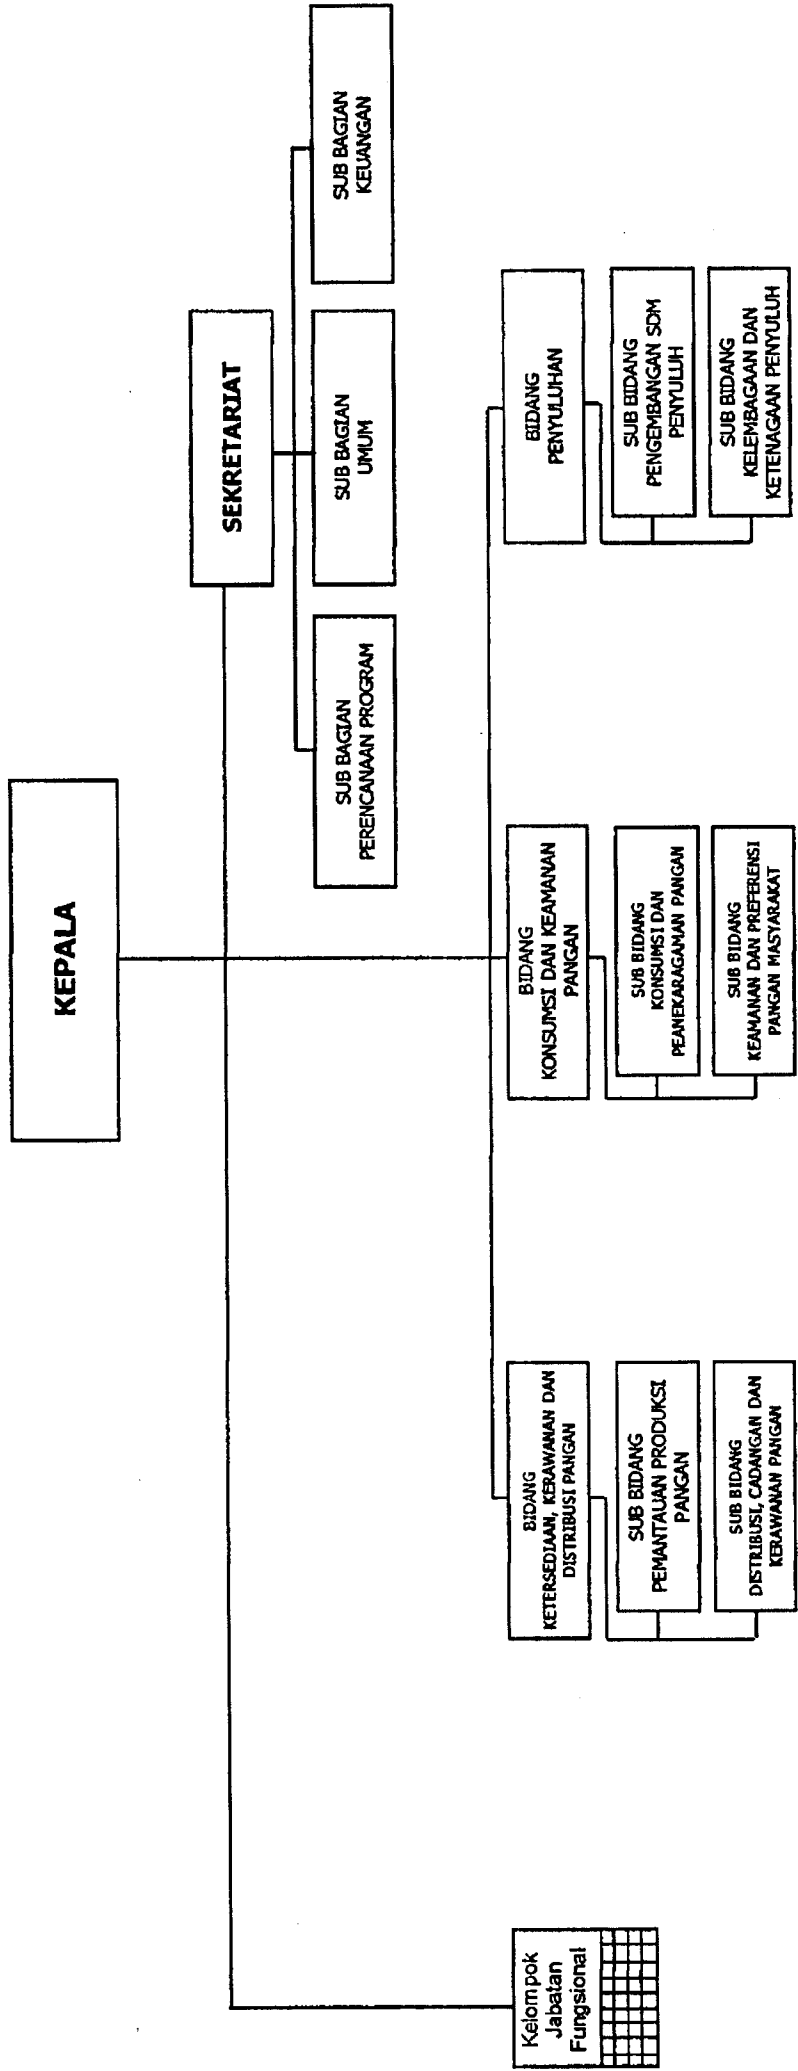 KEPALA
SEKRETARIAT
SUB BAGIAN
PERENCANAAN PROGRAM
SUB BAGIAN
UMUM
SUB BAGIAN
KEUANGAN
Kelompok
Jabatan
Fungsional
BIDANG
KETERSEDIAAN, KERAWANAN DAN
DISTRIBUSI PANGAN
SUB BIDANG
PEMANTAUAN PRODUKSI
PANGAN
SUB BIDANG
DISTRIBUSI, CADANGAN DAN
KERAWANAN PANGAN
BIDANG
KONSUMSI DAN KEAMANAN
PANGAN
SUB BIDANG
KONSUMSI DAN
PEANEKARAGAMAN PANGAN
SUB BIDANG
KEAMANAN DAN PREFERENSI
PANGAN MASYARAKAT
BIDANG
PENYULUHAN
SUB BIDANG
PENGEMBANGAN SDM
PENYULUH
SUB BIDANG
KELEMBAGAAN DAN
KETENAGAAN PENYULUH